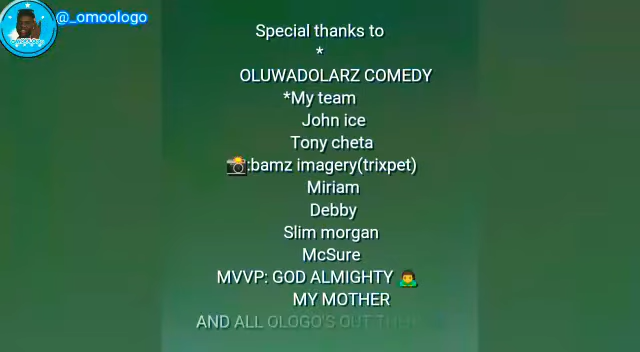 @_omoologo
Special thanks to
*
OLUWADOLARZ COMEDY
*My team
John ice
Tony cheta
📸:bamz imagery(trixpet)
Miriam
Debby
Slim morgan
McSure
MVVP: GOD ALMIGHTY 🙇‍♂️
MY MOTHER
AND ALL OLOGO'S OUT